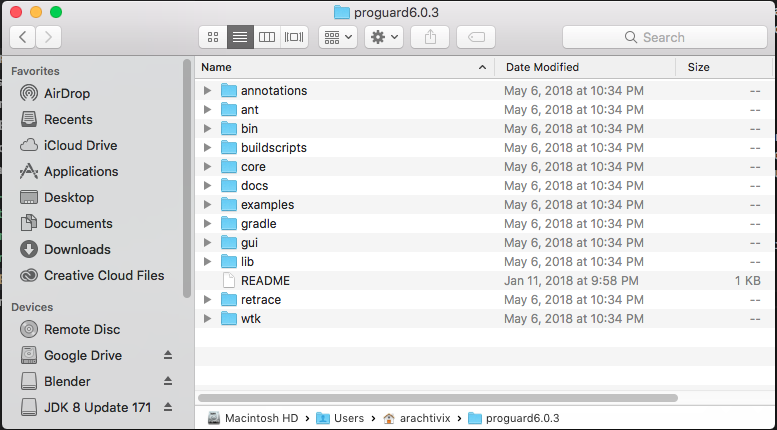 proguard6.0.3
Search
Favorites
AirDrop
Recents
iCloud Drive
Applications
Desktop
Documents
Downloads
Creative Cloud Files
Devices
Remote Disc
Google Drive
Blender
JDK 8 Update 171
Name Date Modified Size
annotations May 6, 2018 at 10:34 PM --
ant May 6, 2018 at 10:34 PM --
bin May 6, 2018 at 10:34 PM --
buildscripts May 6, 2018 at 10:34 PM --
core May 6, 2018 at 10:34 PM --
docs May 6, 2018 at 10:34 PM --
examples May 6, 2018 at 10:34 PM --
gradle May 6, 2018 at 10:34 PM --
gui May 6, 2018 at 10:34 PM --
lib May 6, 2018 at 10:34 PM --
README Jan 11, 2018 at 9:58 PM 1 KB
retrace May 6, 2018 at 10:34 PM --
wtk May 6, 2018 at 10:34 PM --
Macintosh HD Users arachtivix proguard6.0.3